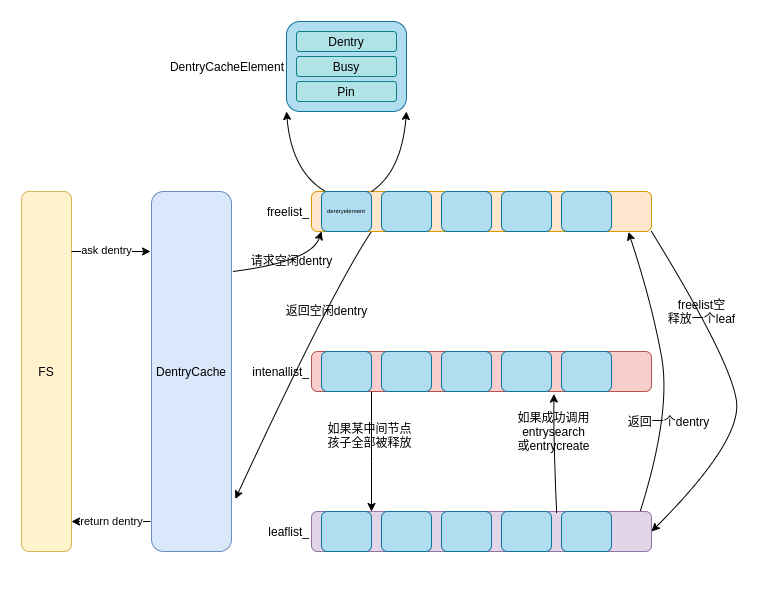 Dentry
DentryCacheElement
Busy
Pin
freelist_
dentryelement
ask dentry
请求空闲dentry
返回空闲dentry
freelist空
释放一个leaf
FS
DentryCache
intenallist_
如果某中间节点
孩子全部被释放
如果成功调用
entrysearch
或entrycreate
返回一个dentry
return dentry
leaflist_